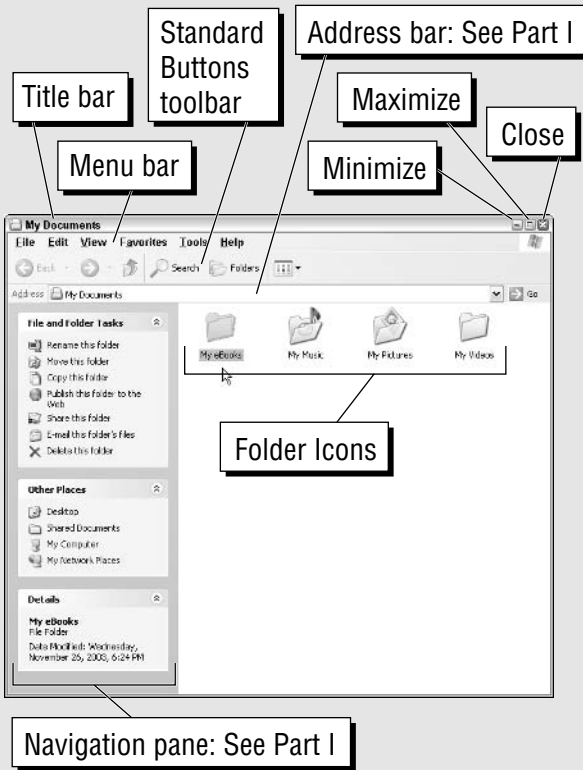 Standard
Buttons
toolbar
Address bar: See Part I
Title bar
Maximize
Close
Menu bar
Minimize
My Documents
File Edit View Favorites Tools Help
Back Search Folders
Address My Documents Go
File and Folder Tasks
Rename this folder
Move this folder
Copy this folder
Publish this folder to the
Web
Share this folder
E-mail this folder's files
Delete this folder
My eBooks My Music My Pictures My Videos
Folder Icons
Other Places
Desktop
Shared Documents
My Computer
My Network Places
Details
My eBooks
File Folder
Date Modified: Wednesday,
November 26, 2003, 6:24 PM
Navigation pane: See Part I